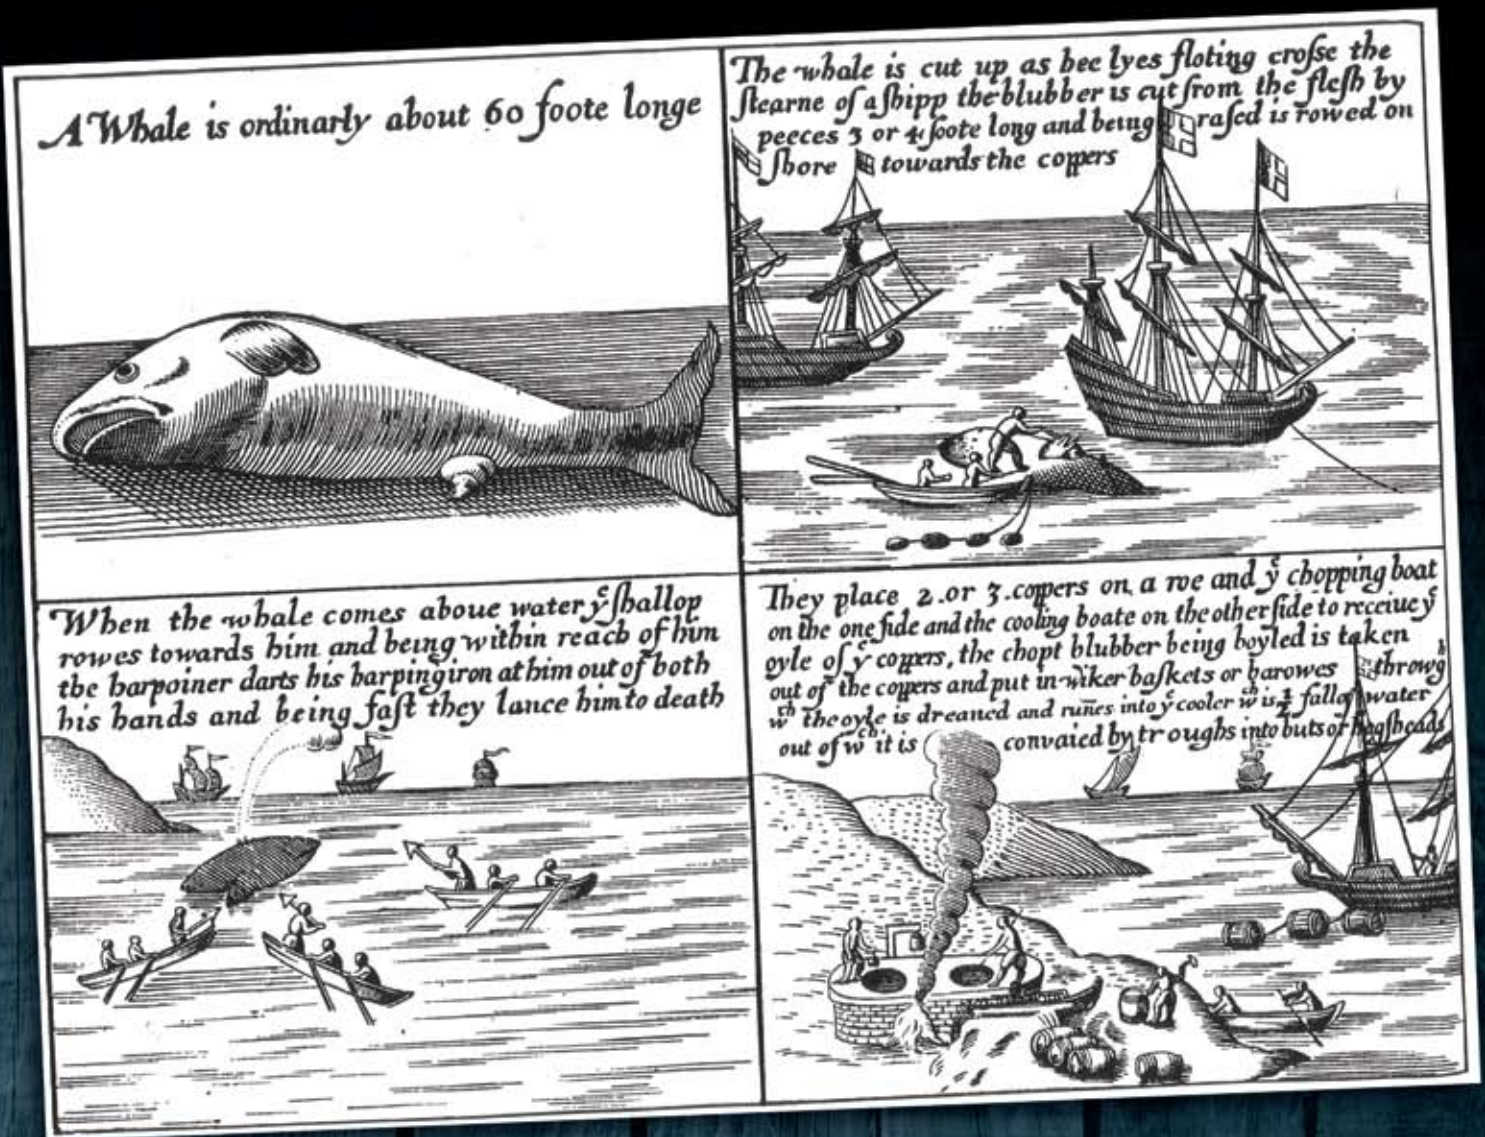 A Whale is ordinarly about 60 foote longe
The whale is cut up as hee lyes floting crosse the
stearne of a shipp the blubber is cut from the flesh by
peeces 3 or 4 foote long and being rased is rowed on
shore towards the coppers
When the whale comes aboue water yͤ shallop
rowes towards him and being within reach of him
the harpoiner darts his harping iron at him out of both
his hands and being fast they lance him to death
They place 2. or 3. coppers on a roe and yͤ chopping boat
on the one side and the cooling boate on the other side to receiue yͤ
oyle of yͤ coppers, the chopt blubber being boyled is taken
out of the coppers and put in wiker baskets or barowes throwgͪ
wᶜͪ the oyle is dreaned and runes into yͤ cooler wᶜͪ is ½ full of water
out of wᶜͪ it is convaied by troughs into buts or hogsheads